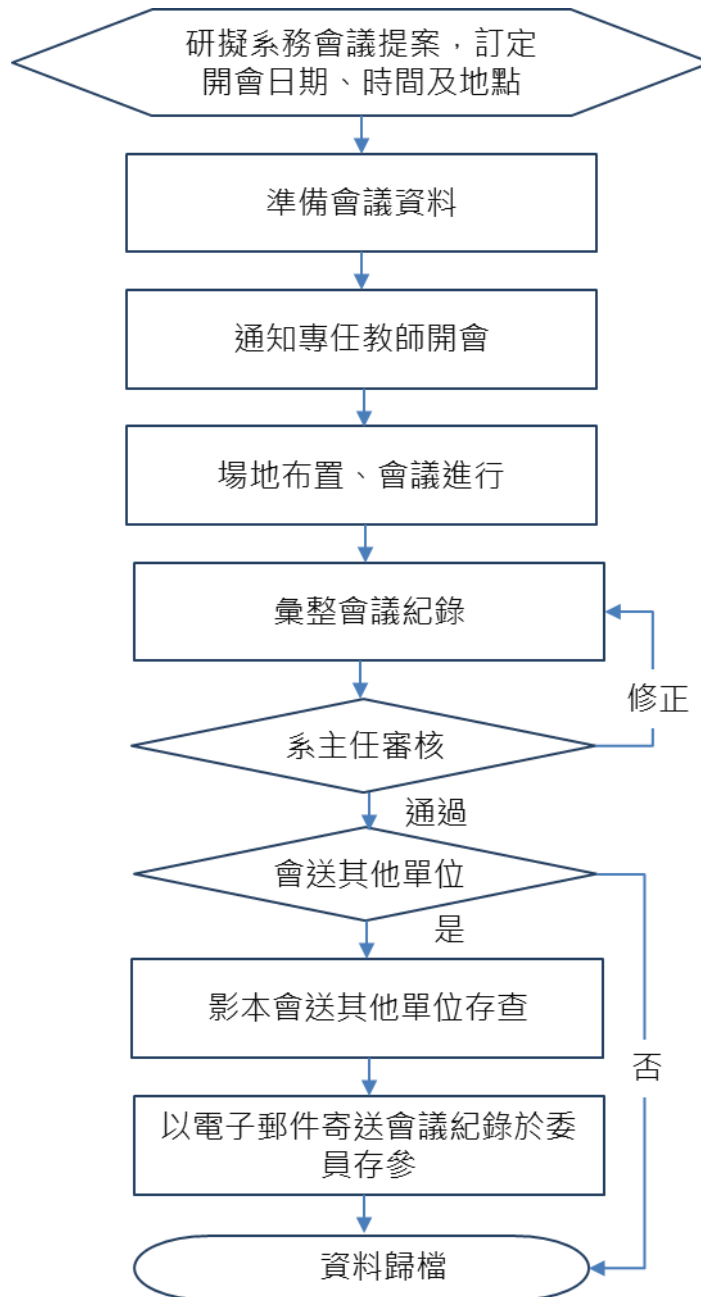 研擬系務會議提案，訂定
開會日期、時間及地點
準備會議資料
通知專任教師開會
場地布置、會議進行
彙整會議紀錄
修正
系主任審核
通過
會送其他單位
是
影本會送其他單位存查
否
以電子郵件寄送會議紀錄於委
員存參
資料歸檔